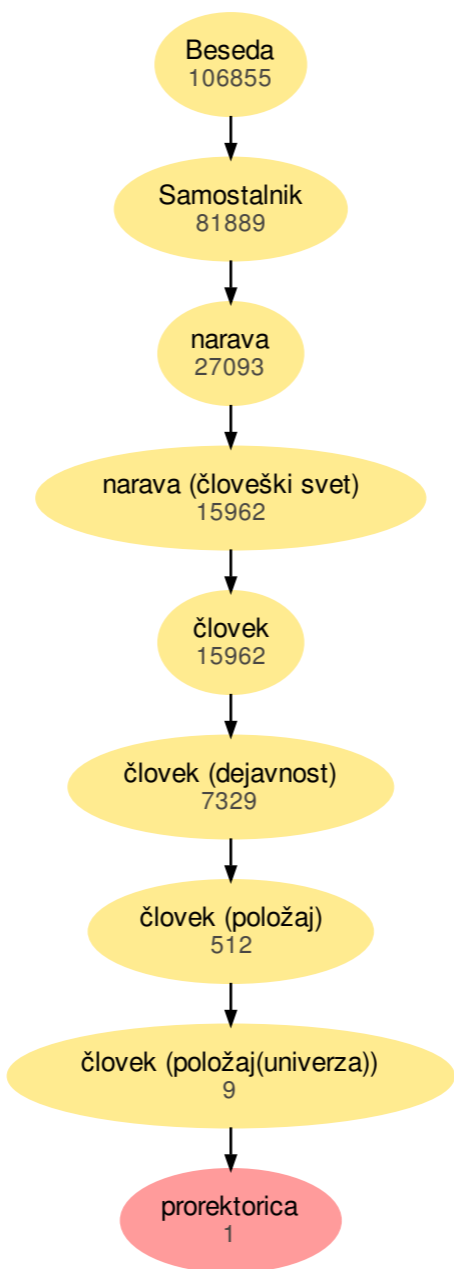 Beseda
106855
Samostalnik
81889
narava
27093
narava (človeški svet)
15962
človek
15962
človek (dejavnost)
7329
človek (položaj)
512
človek (položaj(univerza))
9
prorektorica
1